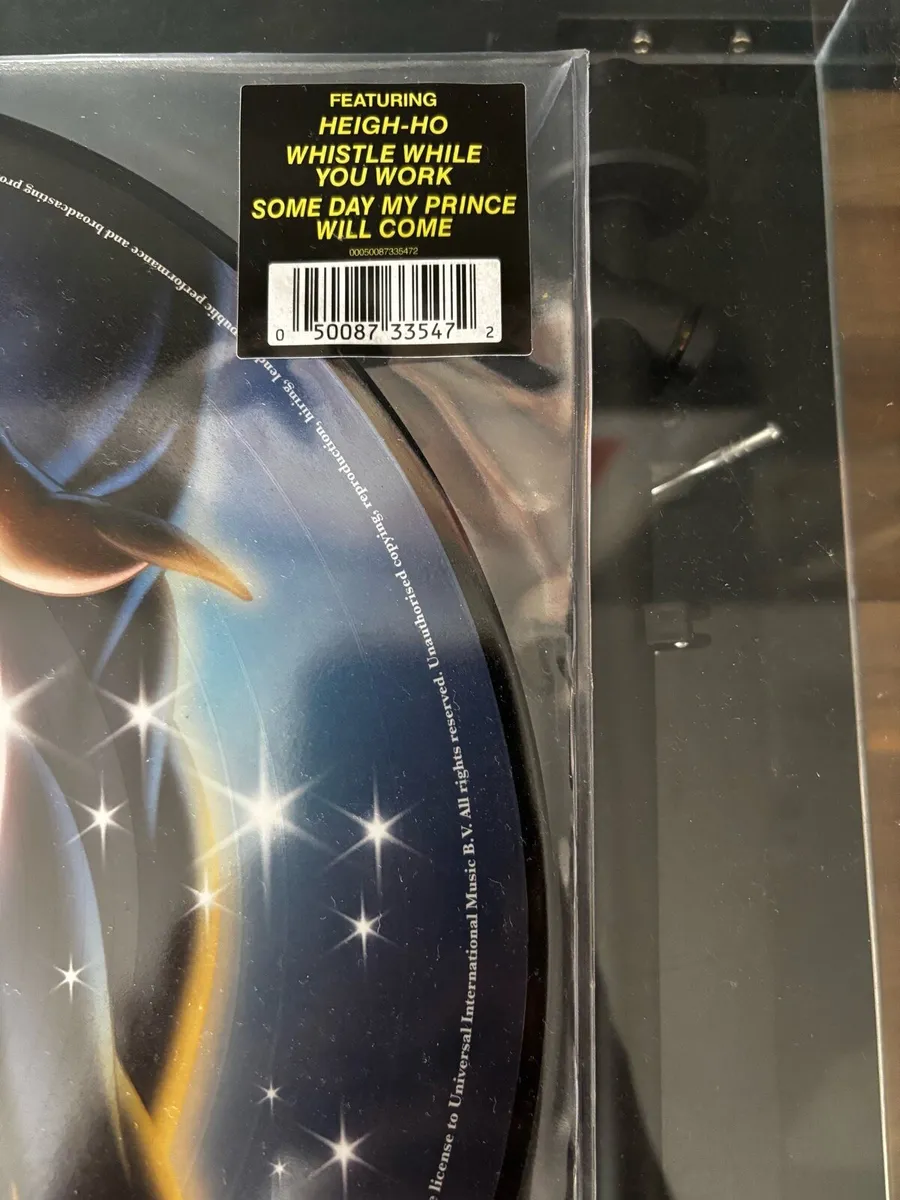 FEATURING
HEIGH-HO
WHISTLE WHILE
YOU WORK
SOME DAY MY PRINCE
WILL COME
00050087335472
0 50087 33547 2
license to Universal International Music B.V. All rights reserved. Unauthorised copying, reproduction, hiring, public performance and broadcasting